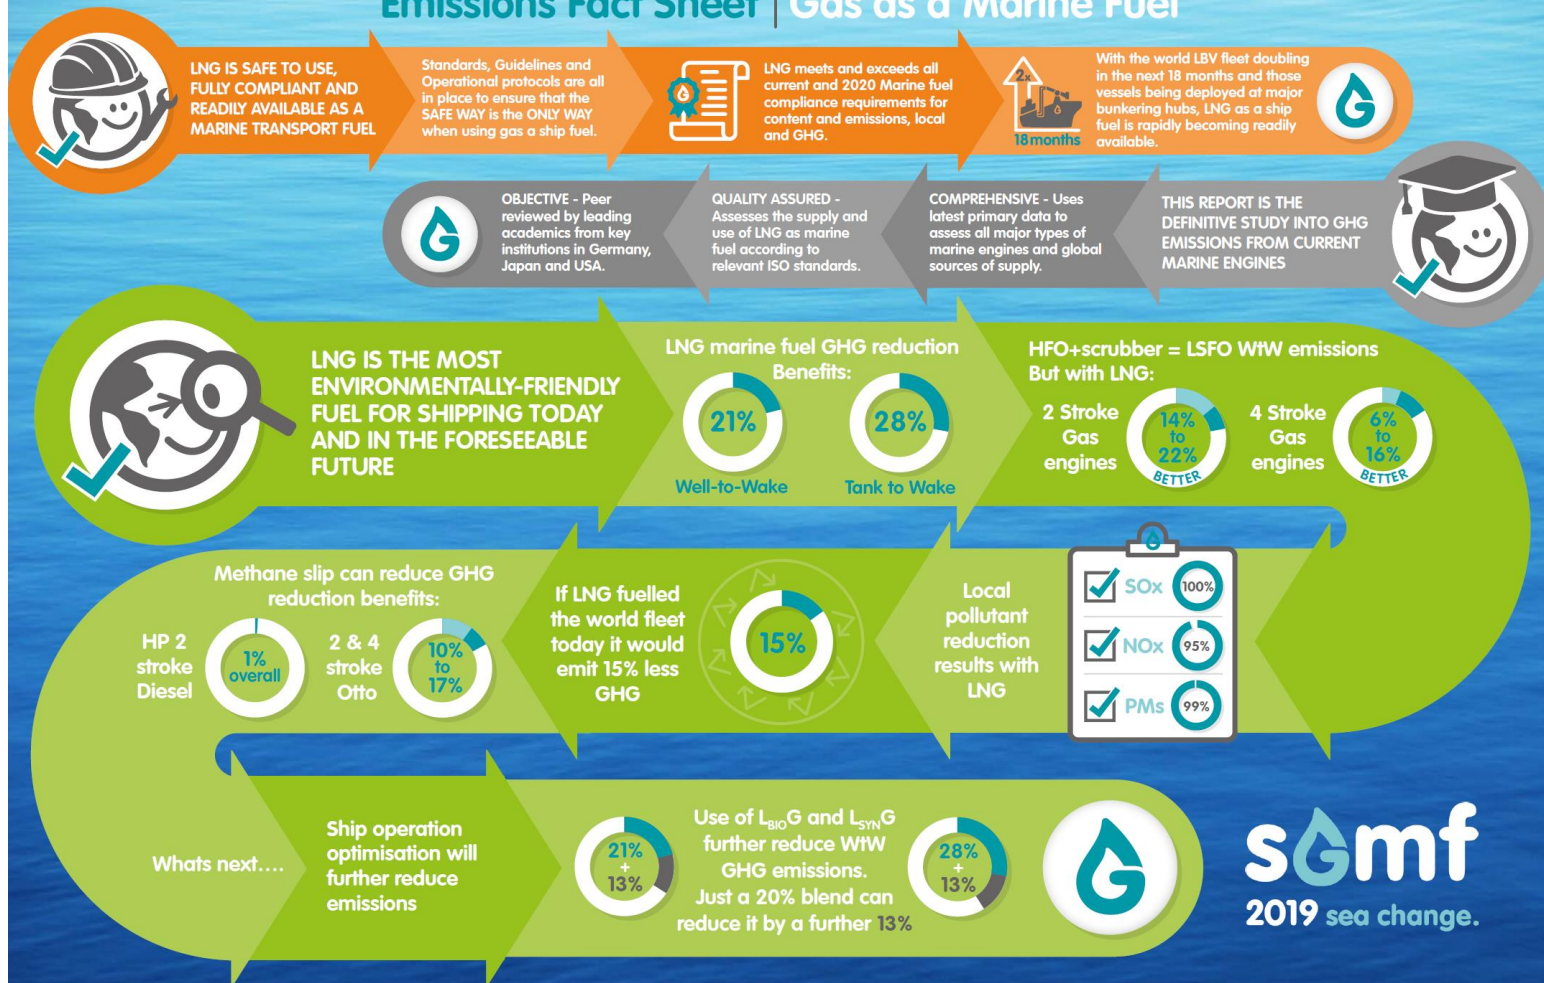 Emissions Fact Sheet | Gas as a Marine Fuel
LNG IS SAFE TO USE,
FULLY COMPLIANT AND
READILY AVAILABLE AS A
MARINE TRANSPORT FUEL
Standards, Guidelines and
Operational protocols are all
in place to ensure that the
SAFE WAY is the ONLY WAY
when using gas a ship fuel.
LNG meets and exceeds all
current and 2020 Marine fuel
compliance requirements for
content and emissions, local
and GHG.
2x
18months
With the world LBV fleet doubling
in the next 18 months and those
vessels being deployed at major
bunkering hubs, LNG as a ship
fuel is rapidly becoming readily
available.
THIS REPORT IS THE
DEFINITIVE STUDY INTO GHG
EMISSIONS FROM CURRENT
MARINE ENGINES
COMPREHENSIVE - Uses
latest primary data to
assess all major types of
marine engines and global
sources of supply.
QUALITY ASSURED -
Assesses the supply and
use of LNG as marine
fuel according to
relevant ISO standards.
OBJECTIVE - Peer
reviewed by leading
academics from key
institutions in Germany,
Japan and USA.
LNG IS THE MOST
ENVIRONMENTALLY-FRIENDLY
FUEL FOR SHIPPING TODAY
AND IN THE FORESEEABLE
FUTURE
LNG marine fuel GHG reduction
Benefits:
21%
Well-to-Wake
28%
Tank to Wake
HFO+scrubber = LSFO WtW emissions
But with LNG:
2 Stroke
Gas
engines
14%
to
22%
BETTER
4 Stroke
Gas
engines
6%
to
16%
BETTER
SOx 100%
NOx 95%
PMs 99%
Local
pollutant
reduction
results with
LNG
15%
If LNG fuelled
the world fleet
today it would
emit 15% less
GHG
Methane slip can reduce GHG
reduction benefits:
HP 2
stroke
Diesel
1%
overall
2 & 4
stroke
Otto
10%
to
17%
Whats next....
Ship operation
optimisation will
further reduce
emissions
21%
+
13%
Use of LBIOG and LSYNG
further reduce WtW
GHG emissions.
Just a 20% blend can
reduce it by a further 13%
28%
+
13%
sGmf
2019 sea change.